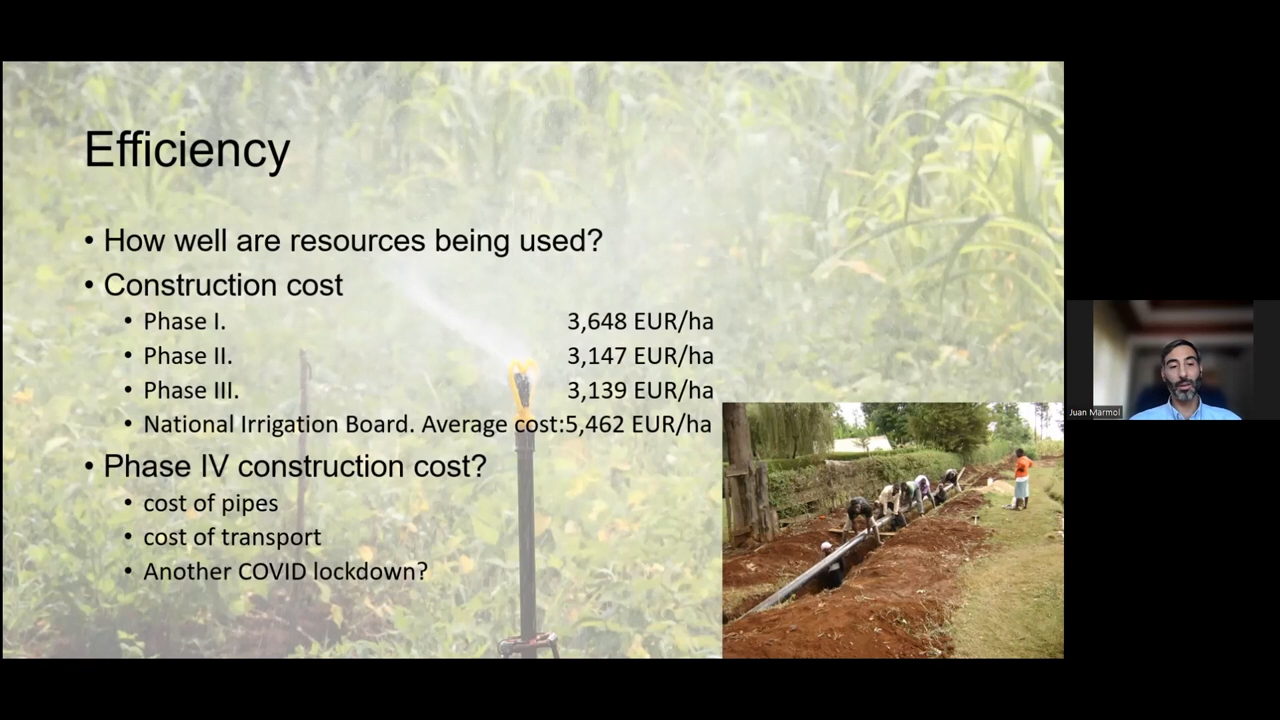 Efficiency
• How well are resources being used?
• Construction cost
• Phase I. 3,648 EUR/ha
• Phase II. 3,147 EUR/ha
• Phase III. 3,139 EUR/ha
• National Irrigation Board. Average cost:5,462 EUR/ha
• Phase IV construction cost?
• cost of pipes
• cost of transport
• Another COVID lockdown?
Juan Marmol